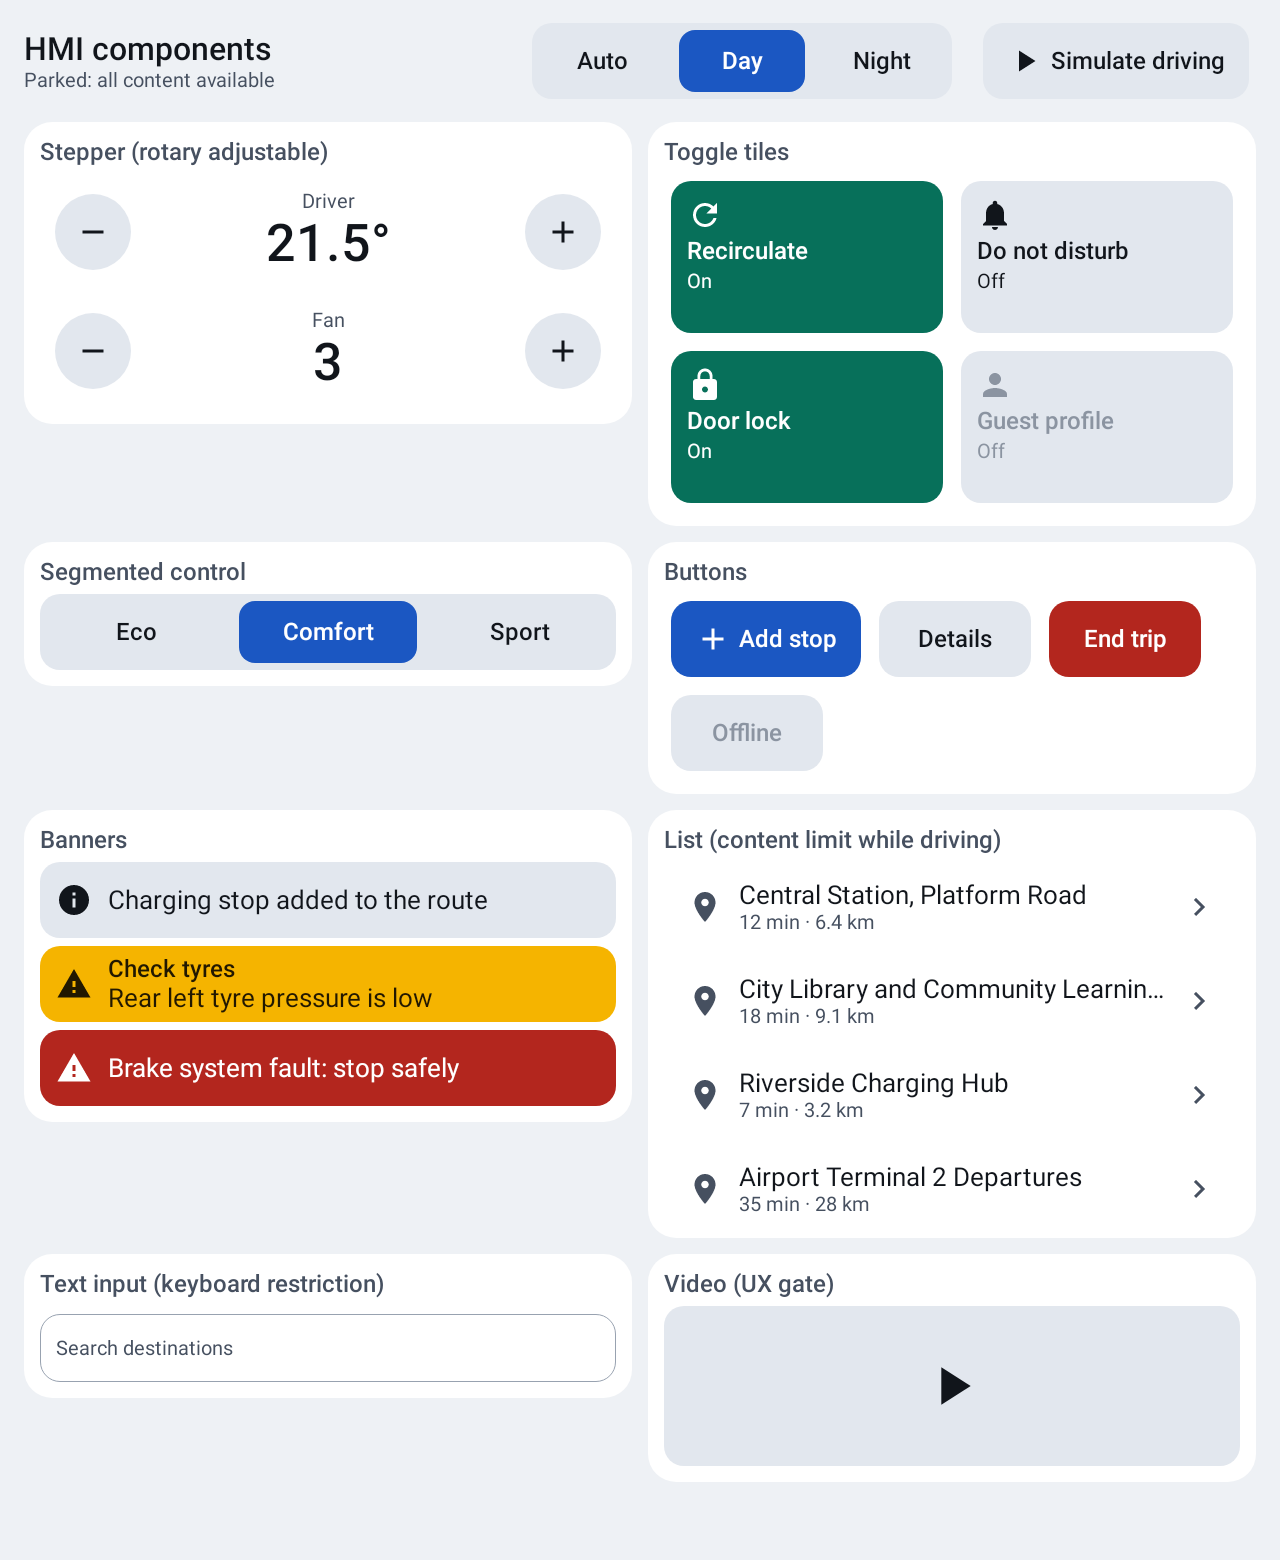 HMI components
Parked: all content available
Auto
Day
Night
Simulate driving
Stepper (rotary adjustable)
Driver
21.5°
Fan
3
Toggle tiles
Recirculate
On
Do not disturb
Off
Door lock
On
Guest profile
Off
Segmented control
Eco
Comfort
Sport
Buttons
Add stop
Details
End trip
Offline
Banners
Charging stop added to the route
Check tyres
Rear left tyre pressure is low
Brake system fault: stop safely
List (content limit while driving)
Central Station, Platform Road
12 min · 6.4 km
City Library and Community Learnin…
18 min · 9.1 km
Riverside Charging Hub
7 min · 3.2 km
Airport Terminal 2 Departures
35 min · 28 km
Text input (keyboard restriction)
Search destinations
Video (UX gate)